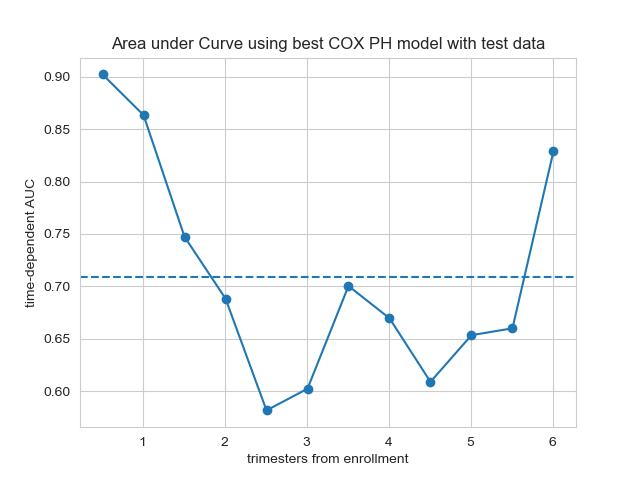 Area under Curve using best COX PH model with test data
time-dependent AUC
0.90
0.85
0.80
0.75
0.70
0.65
0.60
1 2 3 4 5 6
trimesters from enrollment